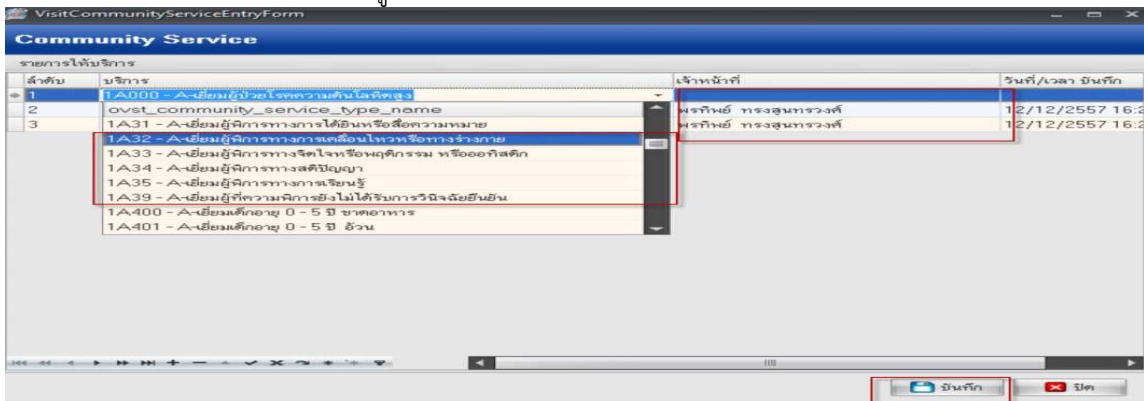 VisitCommunityServiceEntryForm
Community Service
รายการให้บริการ
ลำดับ บริการ เจ้าหน้าที่ วันที่/เวลา บันทึก
1 1A000 - A-เยี่ยมผู้ป่วยโรคความดันโลหิตสูง
2 ovst_community_service_type_name พรทิพย์ ทรงสุนทรวงศ์ 12/12/2557 16:2
3 1A31 - A-เยี่ยมผู้พิการทางการได้ยินหรือสื่อความหมาย พรทิพย์ ทรงสุนทรวงศ์ 12/12/2557 16:2
1A32 - A-เยี่ยมผู้พิการทางการเคลื่อนไหวหรือทางร่างกาย
1A33 - A-เยี่ยมผู้พิการทางจิตใจหรือพฤติกรรม หรือออทิสติก
1A34 - A-เยี่ยมผู้พิการทางสติปัญญา
1A35 - A-เยี่ยมผู้พิการทางการเรียนรู้
1A39 - A-เยี่ยมผู้ที่ความพิการยังไม่ได้รับการวินิจฉัยยืนยัน
1A400 - A-เยี่ยมเด็กอายุ 0 - 5 ปี ขาดอาหาร
1A401 - A-เยี่ยมเด็กอายุ 0 - 5 ปี อ้วน
บันทึก ปิด